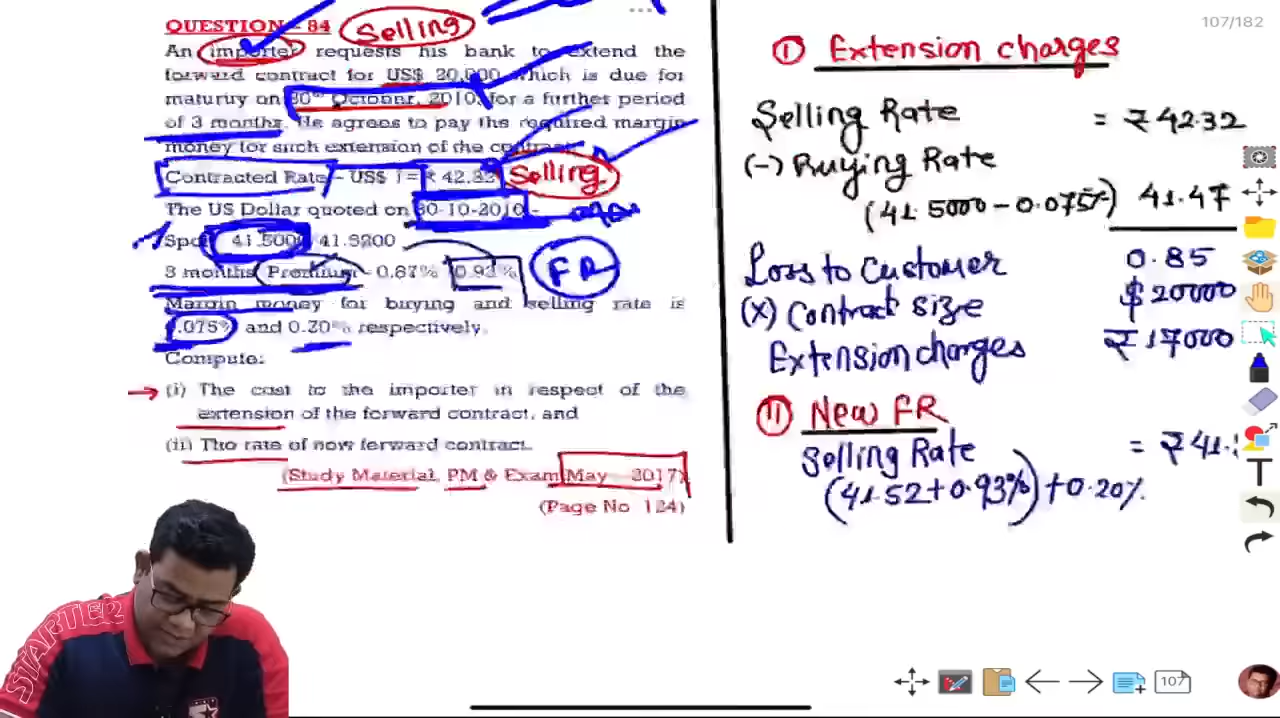 107/182
QUESTION - 84
Selling
An importer requests his bank to extend the
forward contract for US$ 20,000 which is due for
maturity on 30th October, 2010, for a further period
of 3 months. He agrees to pay the required margin
money for such extension of the contract.
Contracted Rate - US$ 1 = ₹ 42.32
Selling
The US Dollar quoted on 30-10-2010 -
Spot 41.5000 41.5200
3 months Premium - 0.87% 0.93%
FR
Margin money for buying and selling rate is
0.075% and 0.20% respectively.
Compute:
(i) The cost to the importer in respect of the
extension of the forward contract, and
(ii) The rate of new forward contract.
(Study Material, PM & Exam May - 2017)
(Page No 124)
① Extension charges
Selling Rate = ₹42.32
(-) Buying Rate
(41.5000 - 0.075%) 41.47
Loss to Customer 0.85
(x) Contract size $20000
Extension charges ₹17000
② New FR
Selling Rate = ₹41.
(41.52 + 0.93%) + 0.20%
STARTER
107